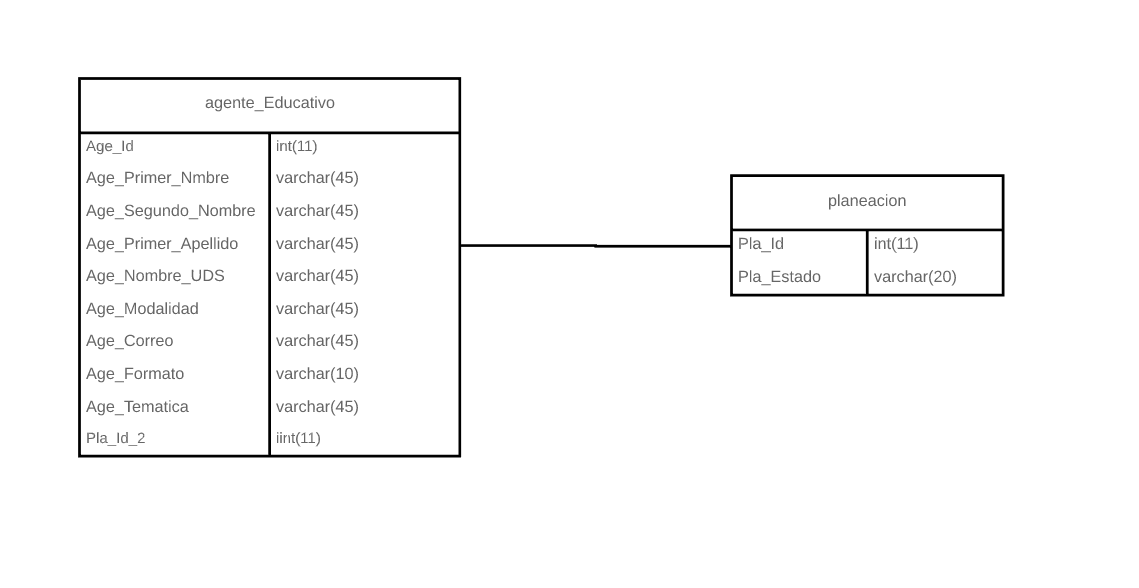 agente_Educativo
Age_Id int(11)
Age_Primer_Nmbre varchar(45)
Age_Segundo_Nombre varchar(45)
Age_Primer_Apellido varchar(45)
Age_Nombre_UDS varchar(45)
Age_Modalidad varchar(45)
Age_Correo varchar(45)
Age_Formato varchar(10)
Age_Tematica varchar(45)
Pla_Id_2 iint(11)
planeacion
Pla_Id int(11)
Pla_Estado varchar(20)